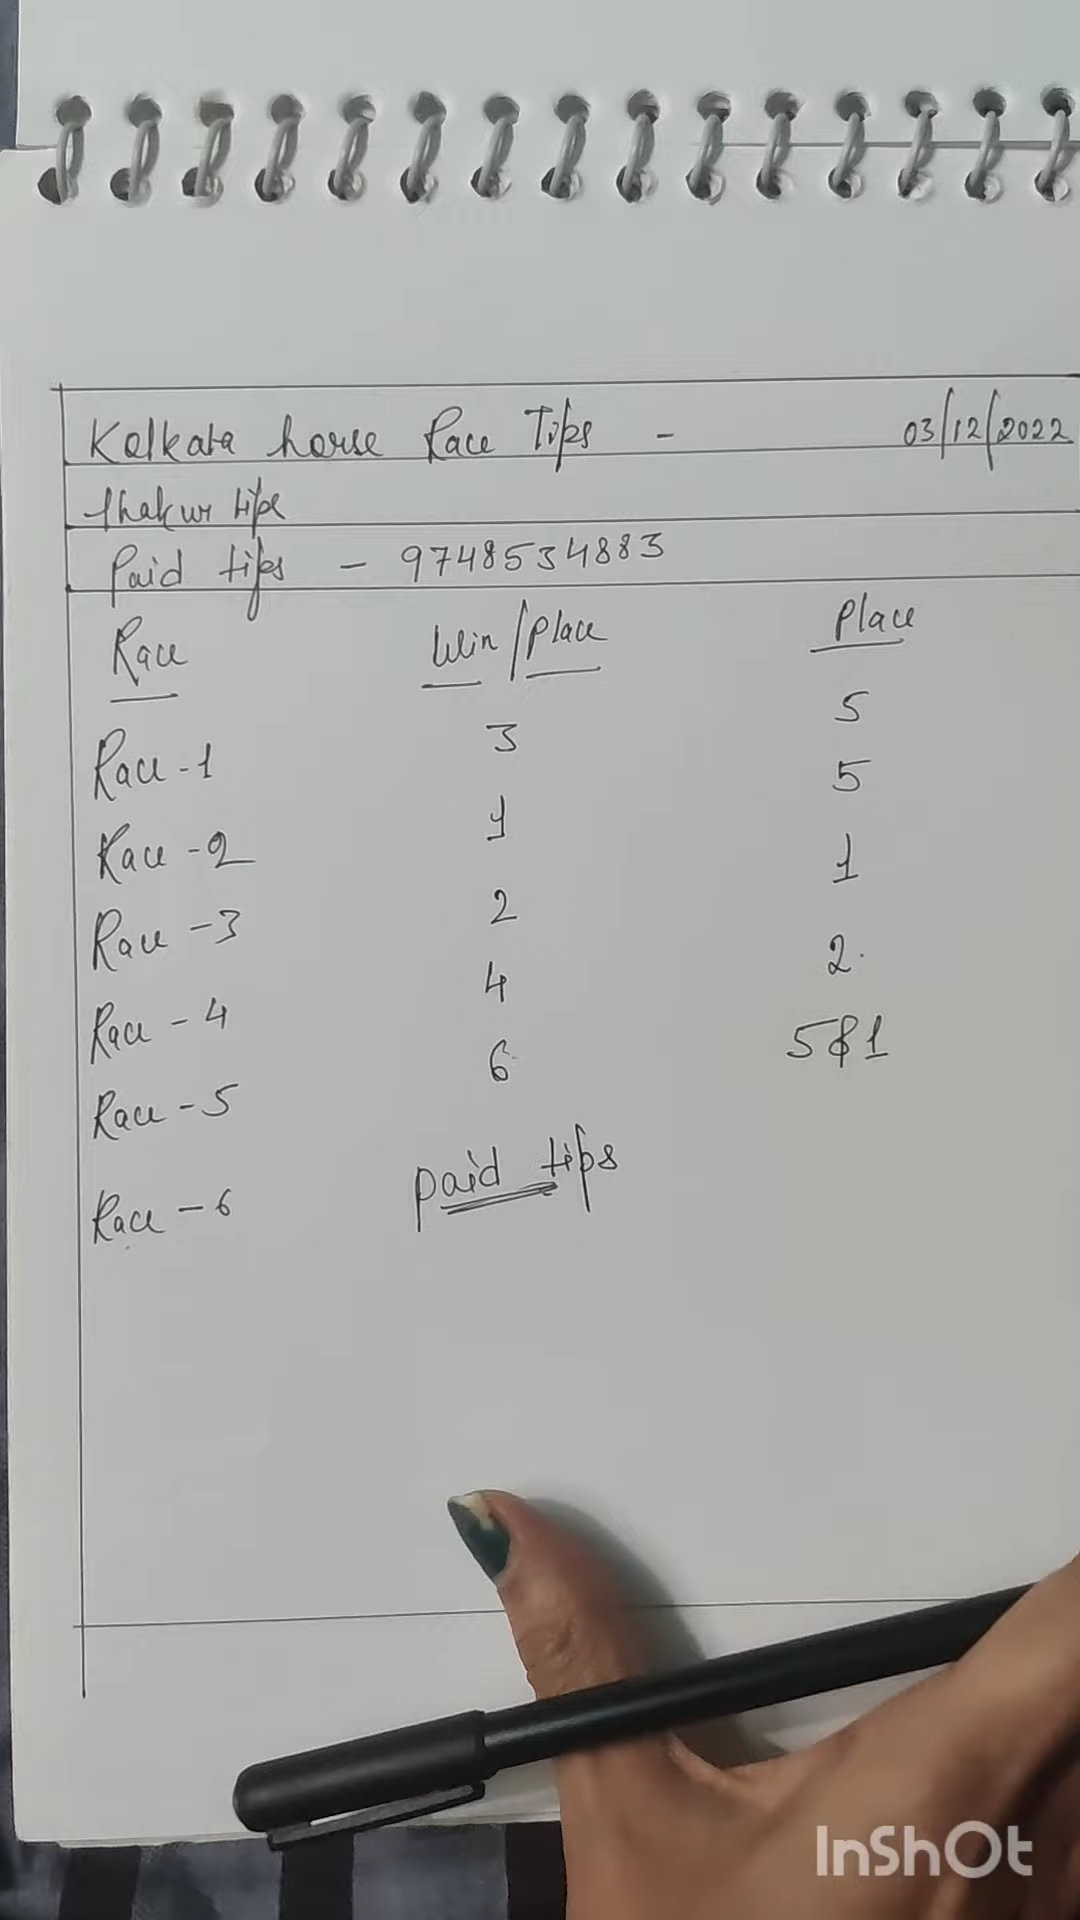 Kolkata horse Race Tips - 03/12/2022
thakur tips
Paid tips - 9748534883
Race Win/Place Place
Race-1 3 5
Race-2 1 5
Race-3 2 1
Race-4 4 2.
Race-5 6 5&1
Race-6 paid tips
InShOt